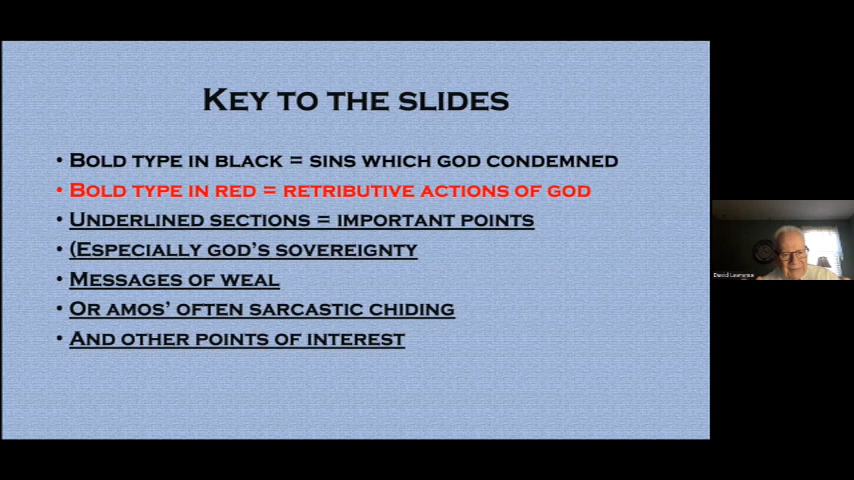 KEY TO THE SLIDES
• BOLD TYPE IN BLACK = SINS WHICH GOD CONDEMNED
• BOLD TYPE IN RED = RETRIBUTIVE ACTIONS OF GOD
• UNDERLINED SECTIONS = IMPORTANT POINTS
• (ESPECIALLY GOD'S SOVEREIGNTY
• MESSAGES OF WEAL
• OR AMOS' OFTEN SARCASTIC CHIDING
• AND OTHER POINTS OF INTEREST
David